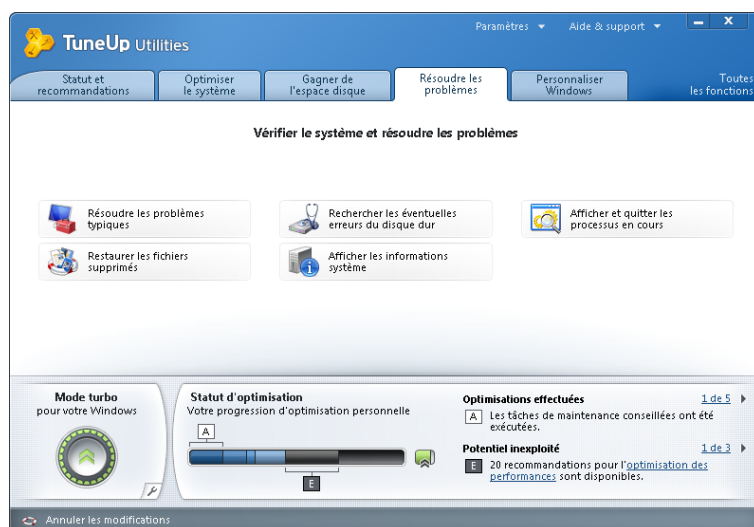 Paramètres
Aide & support
TuneUp Utilities
Statut et
recommandations
Optimiser
le système
Gagner de
l'espace disque
Résoudre les
problèmes
Personnaliser
Windows
Toutes
les fonctions
Vérifier le système et résoudre les problèmes
Résoudre les problèmes
typiques
Rechercher les éventuelles
erreurs du disque dur
Afficher et quitter les
processus en cours
Restaurer les fichiers
supprimés
Afficher les informations
système
Mode turbo
pour votre Windows
Statut d'optimisation
Votre progression d'optimisation personnelle
A
E
Optimisations effectuées 1 de 5
A Les tâches de maintenance conseillées ont été
exécutées.
Potentiel inexploité 1 de 3
E 20 recommandations pour l'optimisation des
performances sont disponibles.
Annuler les modifications